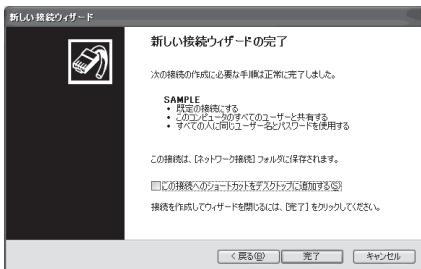 新しい接続ウィザード
新しい接続ウィザードの完了
次の接続の作成に必要な手順は正常に完了しました。
SAMPLE
• 既定の接続にする
• このコンピュータのすべてのユーザーと共有する
• すべての人に同じユーザー名とパスワードを使用する
この接続は、[ネットワーク接続] フォルダに保存されます。
この接続へのショートカットをデスクトップに追加する(S)
接続を作成してウィザードを閉じるには、[完了] をクリックしてください。
< 戻る(B)
完了
キャンセル